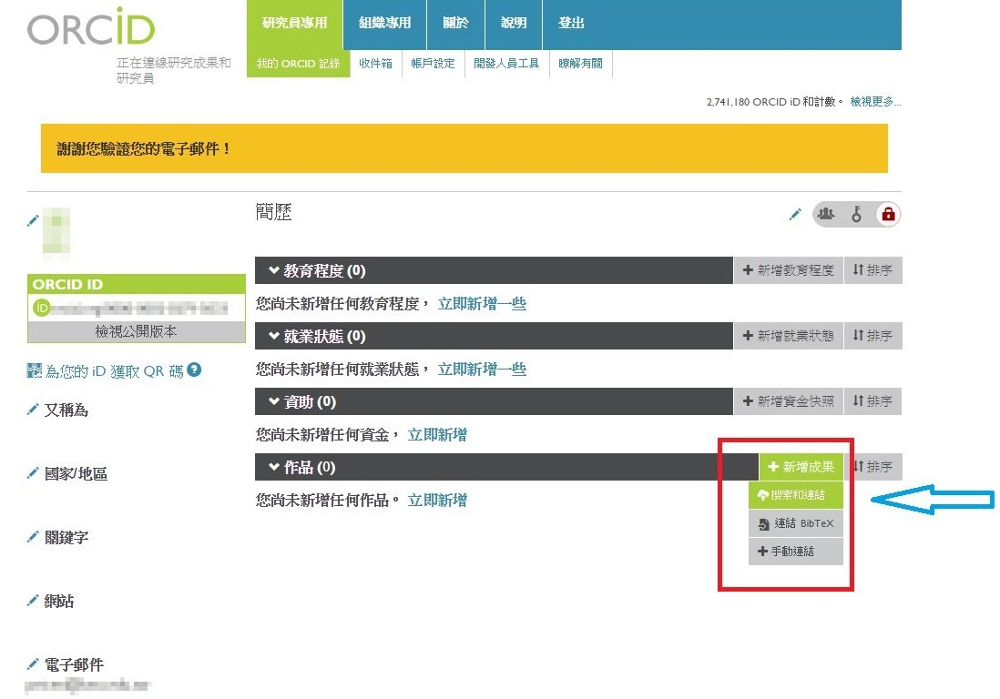 ORCID
正在連線研究成果和
研究員
研究員專用 組織專用 關於 說明 登出
我的 ORCID 記錄 收件箱 帳戶設定 開發人員工具 瞭解有關
2,741,180 ORCID iD 和計數。 檢視更多...
謝謝您驗證您的電子郵件！
簡歷
ORCID ID
iD
檢視公開版本
為您的 iD 獲取 QR 碼 ?
又稱為
國家/地區
關鍵字
網站
電子郵件
教育程度 (0) 新增教育程度 排序
您尚未新增任何教育程度， 立即新增一些
就業狀態 (0) 新增就業狀態 排序
您尚未新增任何就業狀態， 立即新增一些
資助 (0) 新增資金快照 排序
您尚未新增任何資金， 立即新增
作品 (0) 新增成果 排序
您尚未新增任何作品。 立即新增
搜索和連結
連結 BibTeX
手動連結